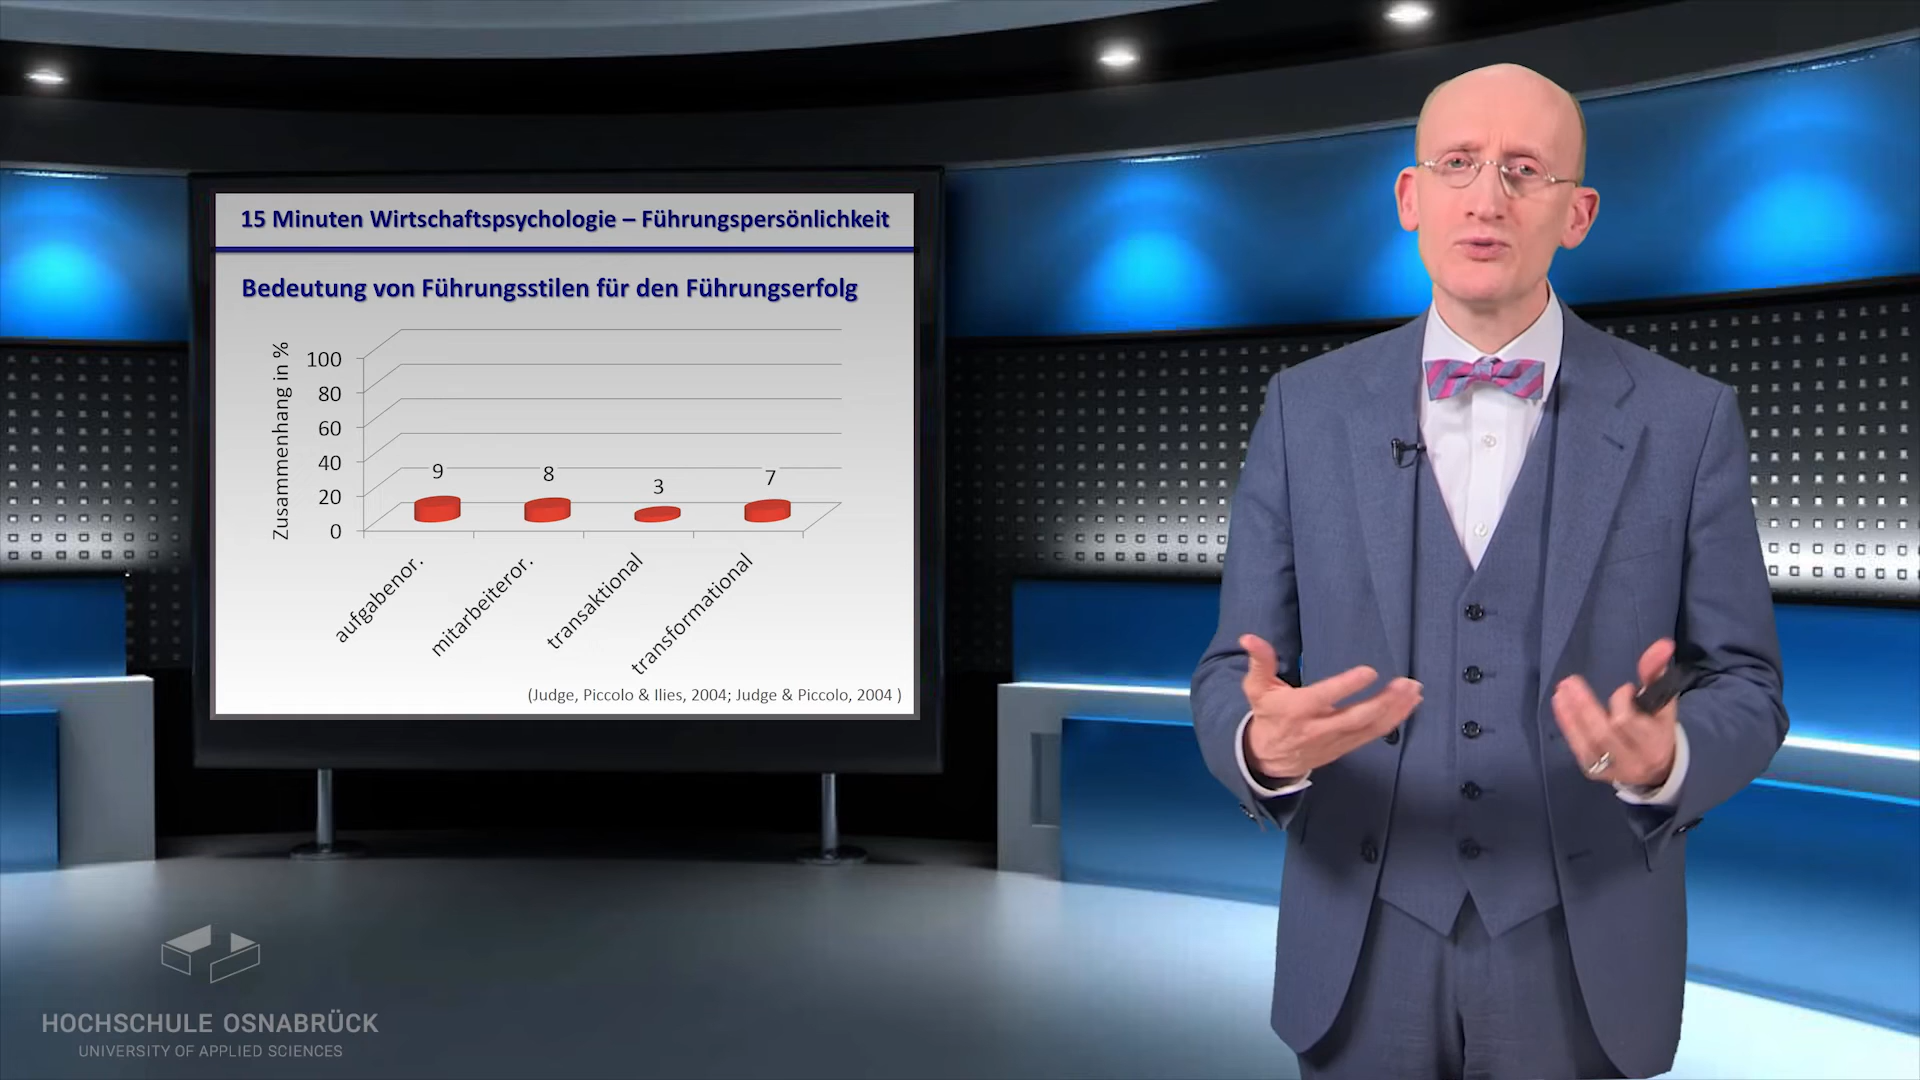 15 Minuten Wirtschaftspsychologie – Führungspersönlichkeit
Bedeutung von Führungsstilen für den Führungserfolg
Zusammenhang in %
100
80
60
40
20
0
9
8
3
7
aufgabenor.
mitarbeiteror.
transaktional
transformational
(Judge, Piccolo & Ilies, 2004; Judge & Piccolo, 2004 )
HOCHSCHULE OSNABRÜCK
UNIVERSITY OF APPLIED SCIENCES